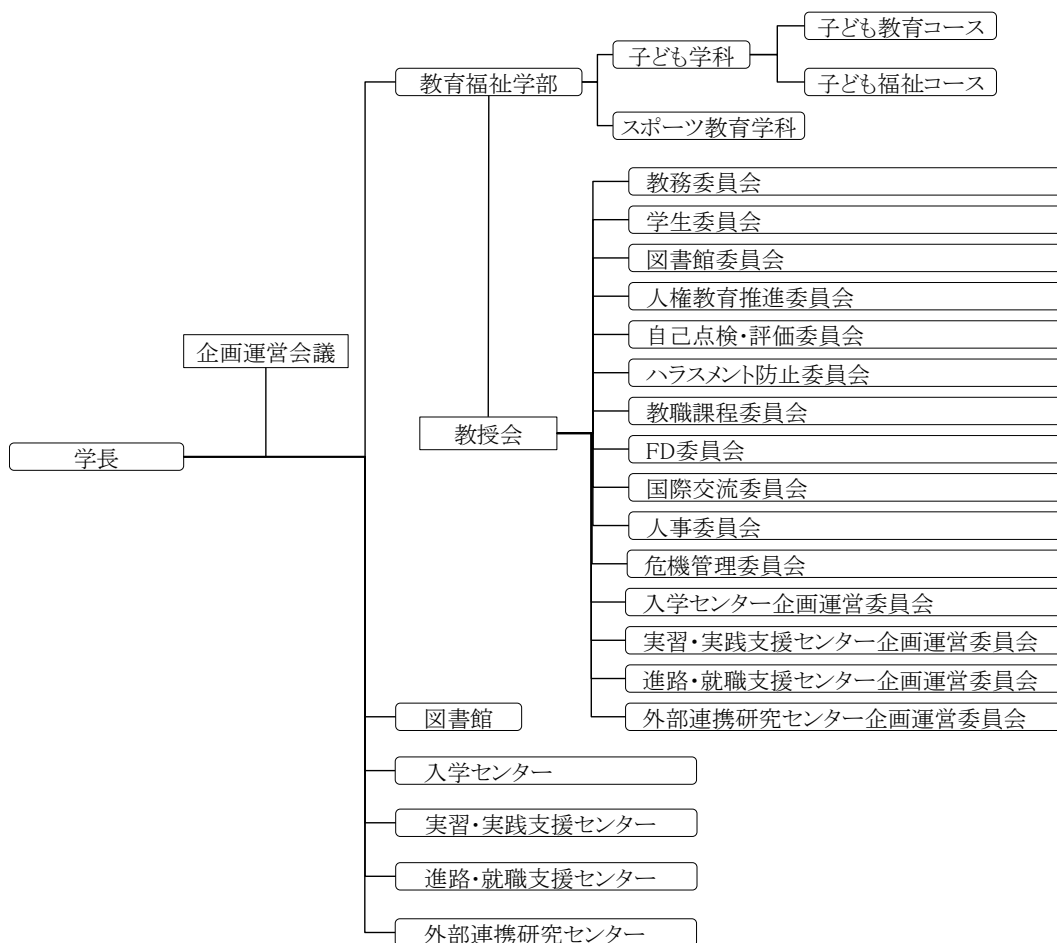 子ども教育コース
子ども学科
教育福祉学部
子ども福祉コース
スポーツ教育学科
教務委員会
学生委員会
図書館委員会
人権教育推進委員会
自己点検・評価委員会
企画運営会議
ハラスメント防止委員会
教職課程委員会
教授会
FD委員会
学長
国際交流委員会
人事委員会
危機管理委員会
入学センター企画運営委員会
実習・実践支援センター企画運営委員会
進路・就職支援センター企画運営委員会
図書館
外部連携研究センター企画運営委員会
入学センター
実習・実践支援センター
進路・就職支援センター
外部連携研究センター